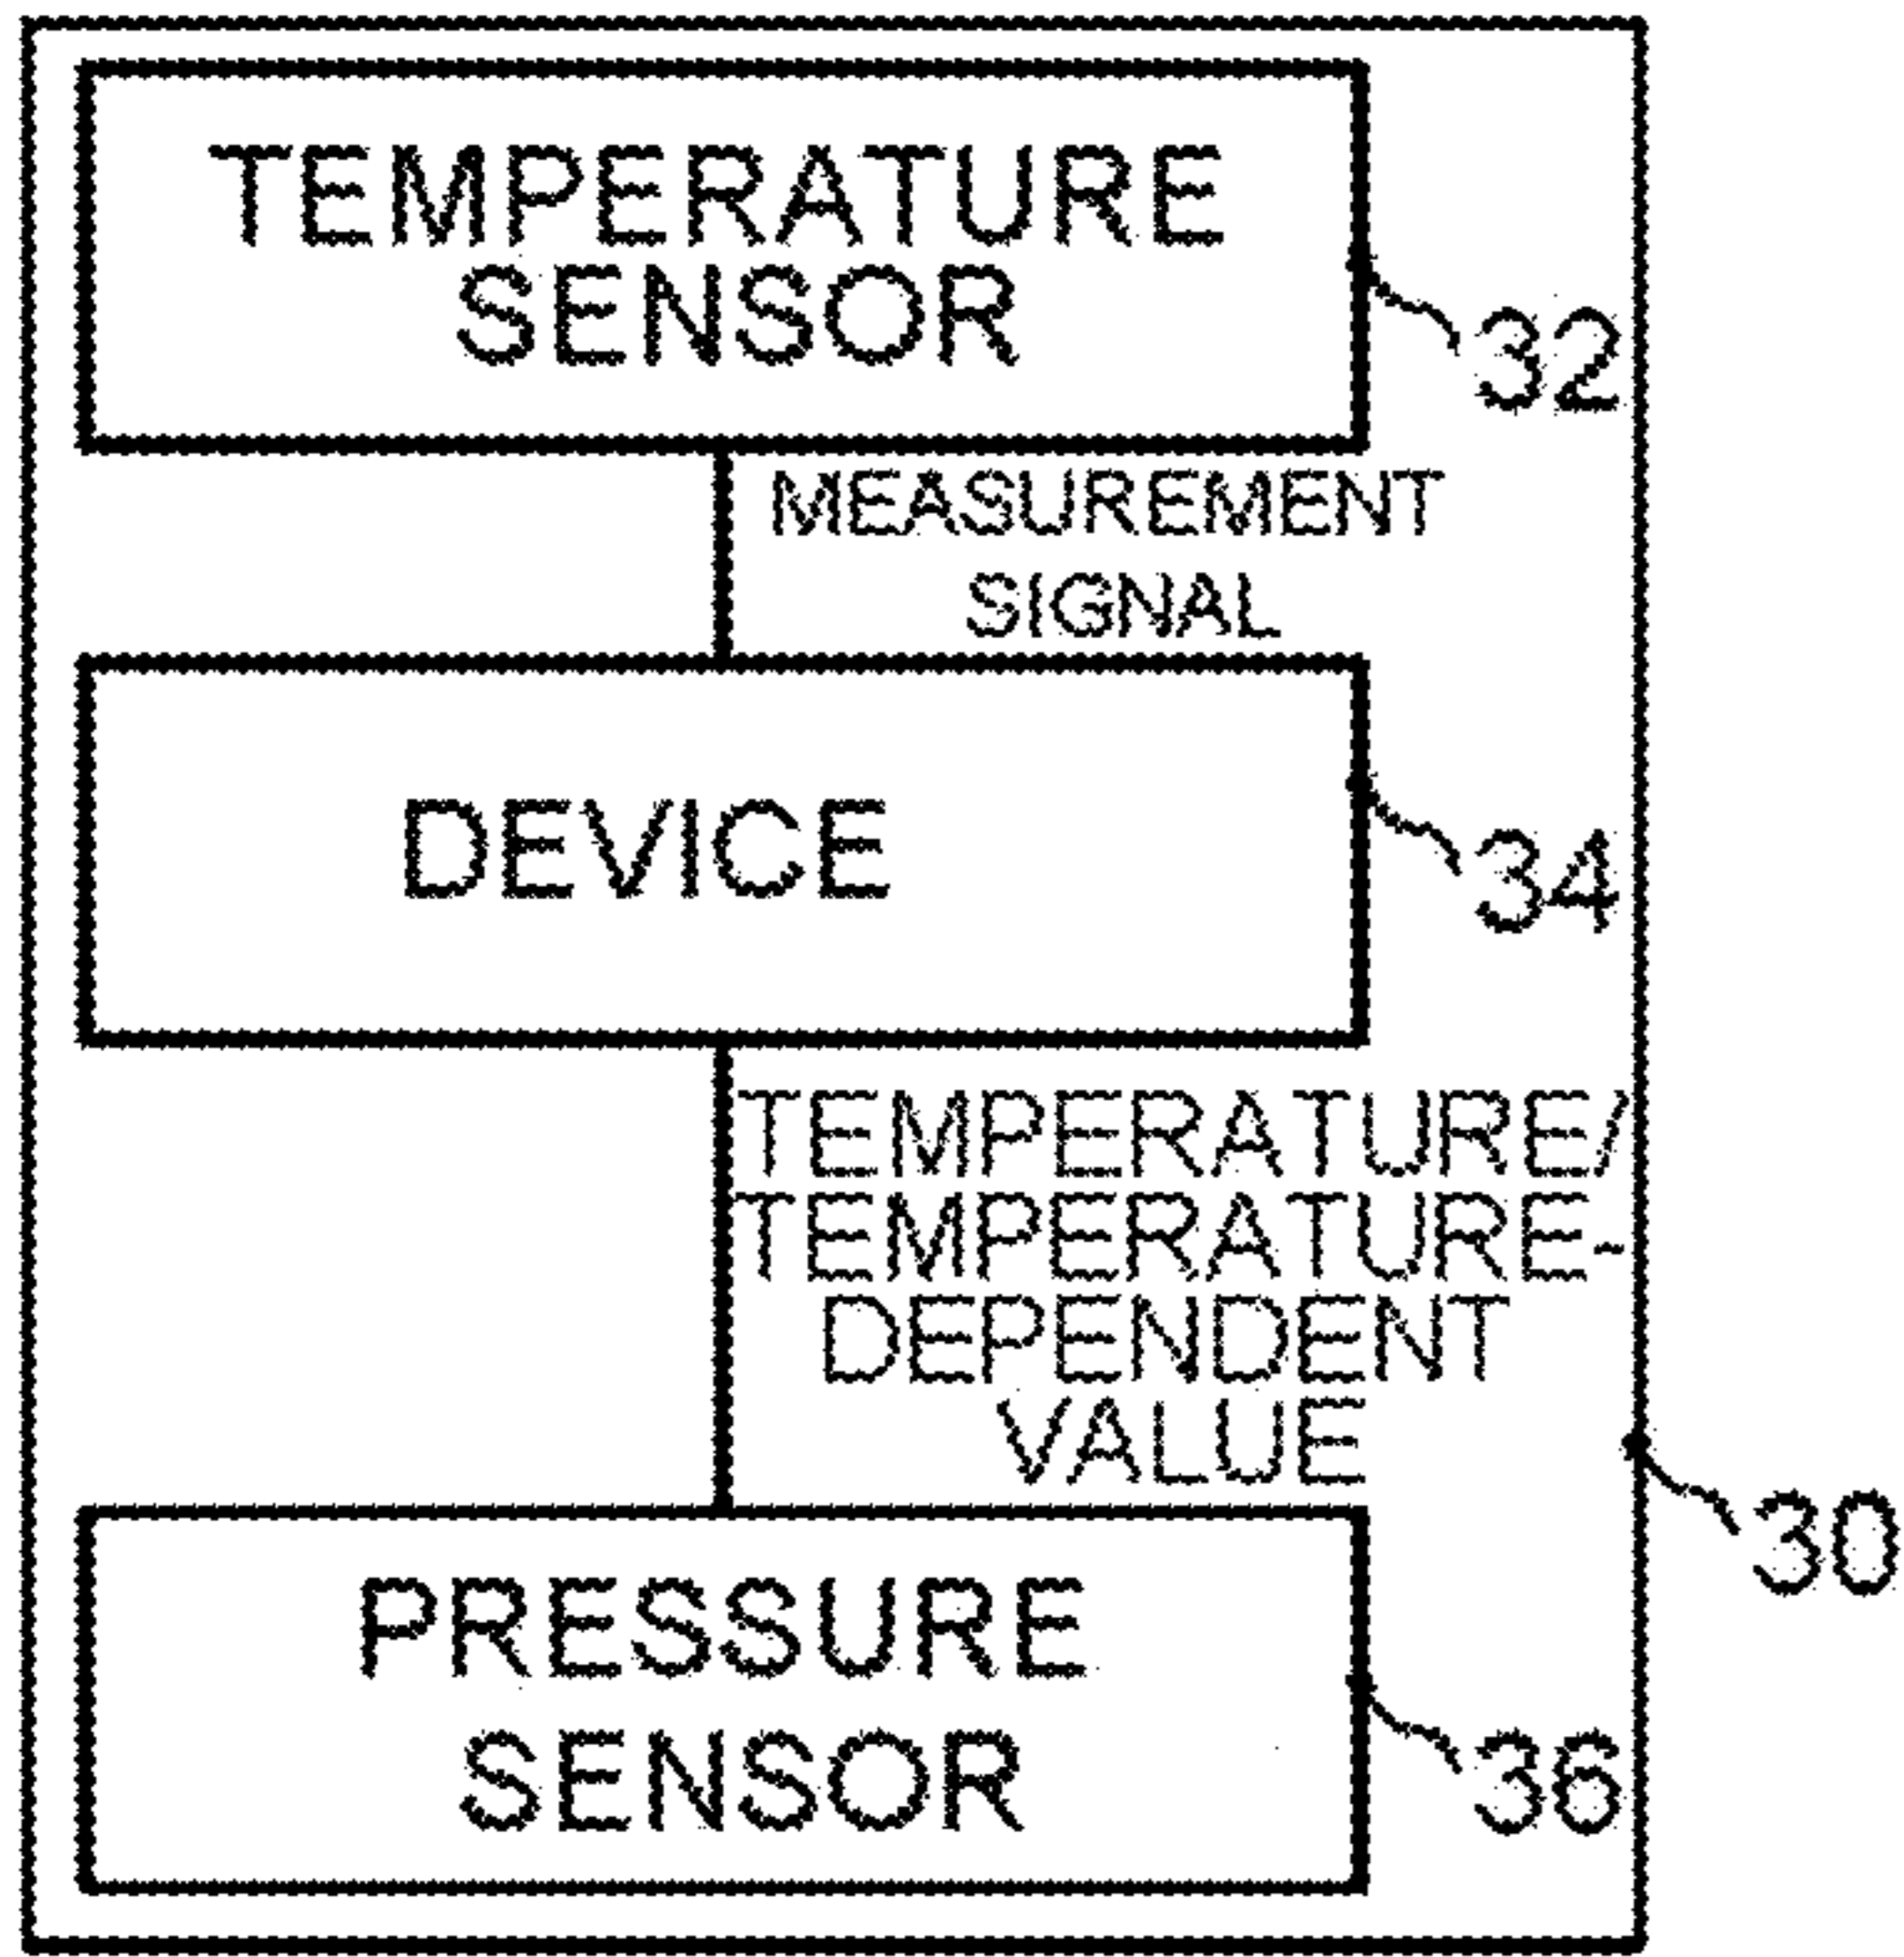 TEMPERATURE
SENSOR
32
MEASUREMENT
SIGNAL
DEVICE
34
TEMPERATURE/
TEMPERATURE-
DEPENDENT
VALUE
30
PRESSURE
SENSOR
36